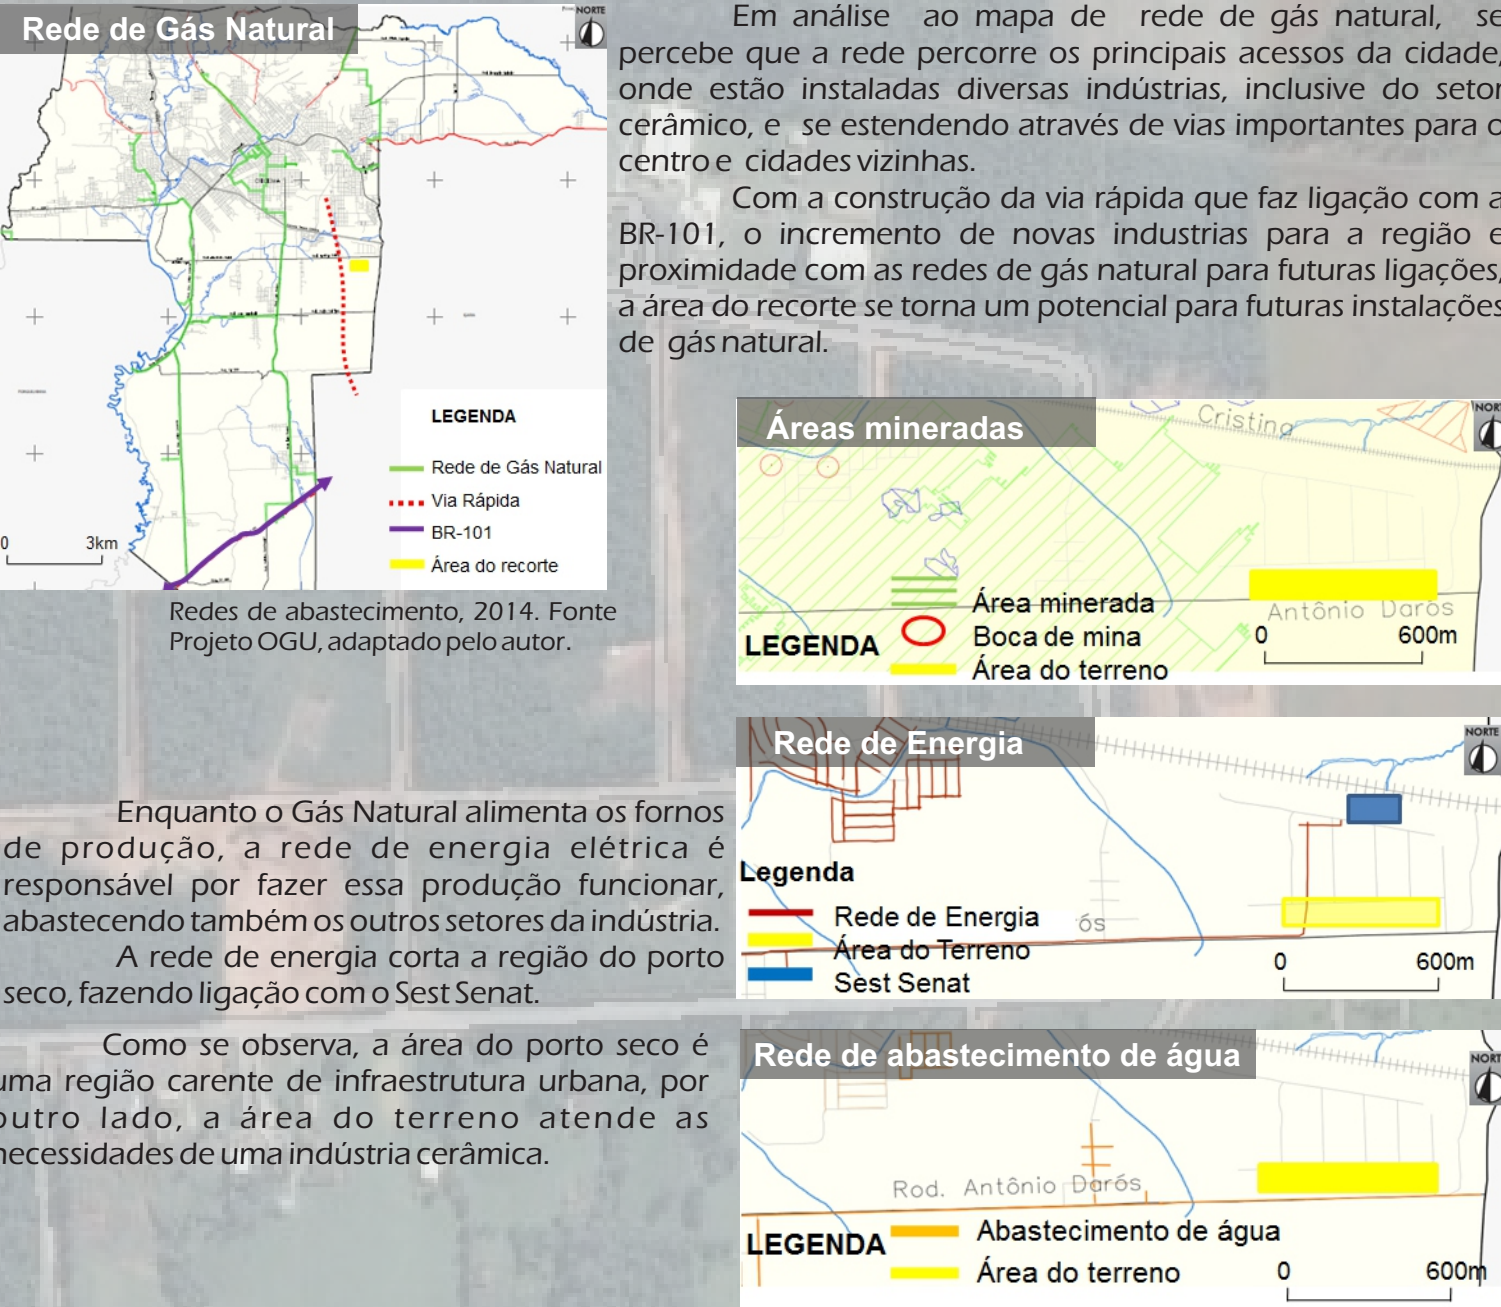 Rede de Gás Natural
NORTE
LEGENDA
Rede de Gás Natural
Via Rápida
BR-101
Área do recorte
0 3km
Redes de abastecimento, 2014. Fonte
Projeto OGU, adaptado pelo autor.
Em análise ao mapa de rede de gás natural, se
percebe que a rede percorre os principais acessos da cidade,
onde estão instaladas diversas indústrias, inclusive do setor
cerâmico, e se estendendo através de vias importantes para o
centro e cidades vizinhas.
Com a construção da via rápida que faz ligação com a
BR-101, o incremento de novas industrias para a região e
proximidade com as redes de gás natural para futuras ligações,
a área do recorte se torna um potencial para futuras instalações
de gás natural.
Áreas mineradas
Cristina
NORT
Antônio Darós
LEGENDA
Área minerada
Boca de mina
Área do terreno
0 600m
Enquanto o Gás Natural alimenta os fornos
de produção, a rede de energia elétrica é
responsável por fazer essa produção funcionar,
abastecendo também os outros setores da indústria.
A rede de energia corta a região do porto
seco, fazendo ligação com o Sest Senat.
Rede de Energia
NORTE
Legenda
Rede de Energia
ós
Área do Terreno
Sest Senat
0 600m
Como se observa, a área do porto seco é
uma região carente de infraestrutura urbana, por
outro lado, a área do terreno atende as
necessidades de uma indústria cerâmica.
Rede de abastecimento de água
NORT
Rod. Antônio Darós
LEGENDA
Abastecimento de água
Área do terreno
0 600m